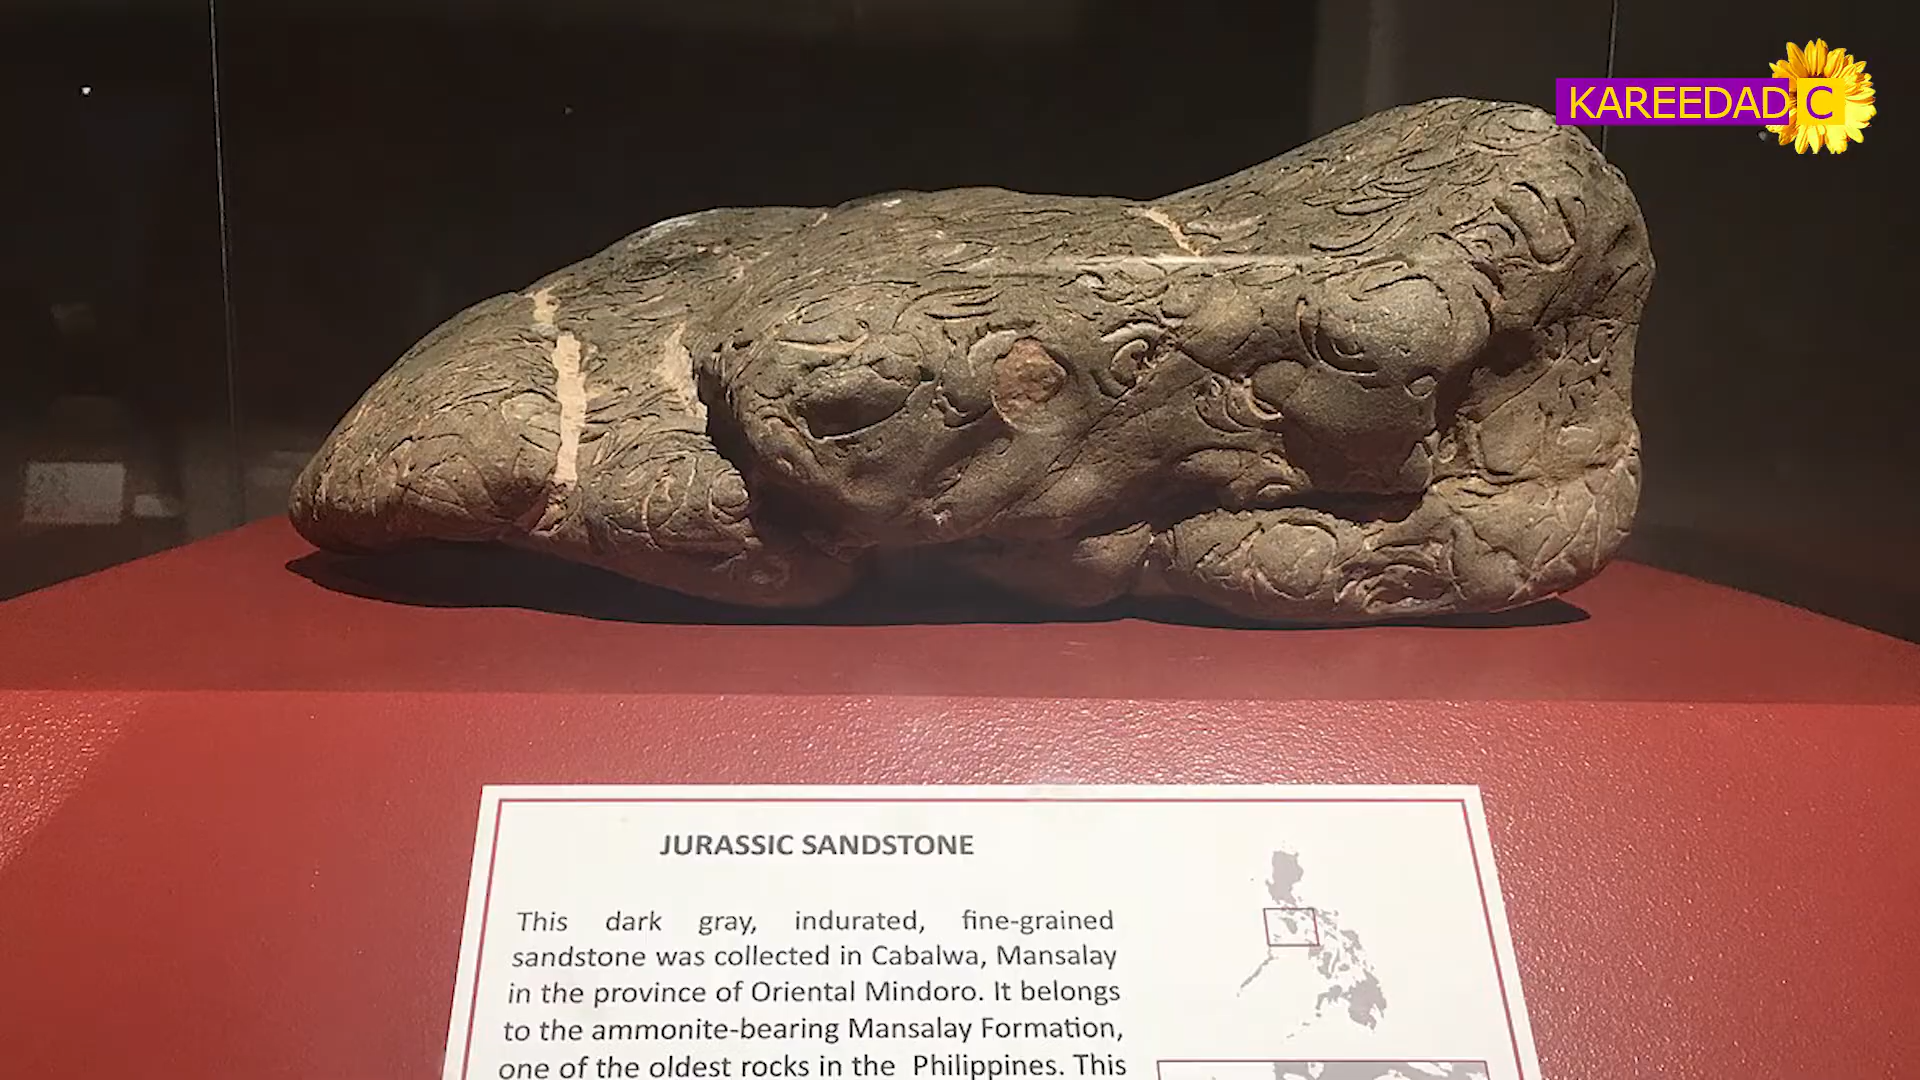 KAREEDAD C
JURASSIC SANDSTONE
This dark gray, indurated, fine-grained
sandstone was collected in Cabalwa, Mansalay
in the province of Oriental Mindoro. It belongs
to the ammonite-bearing Mansalay Formation,
one of the oldest rocks in the Philippines. This